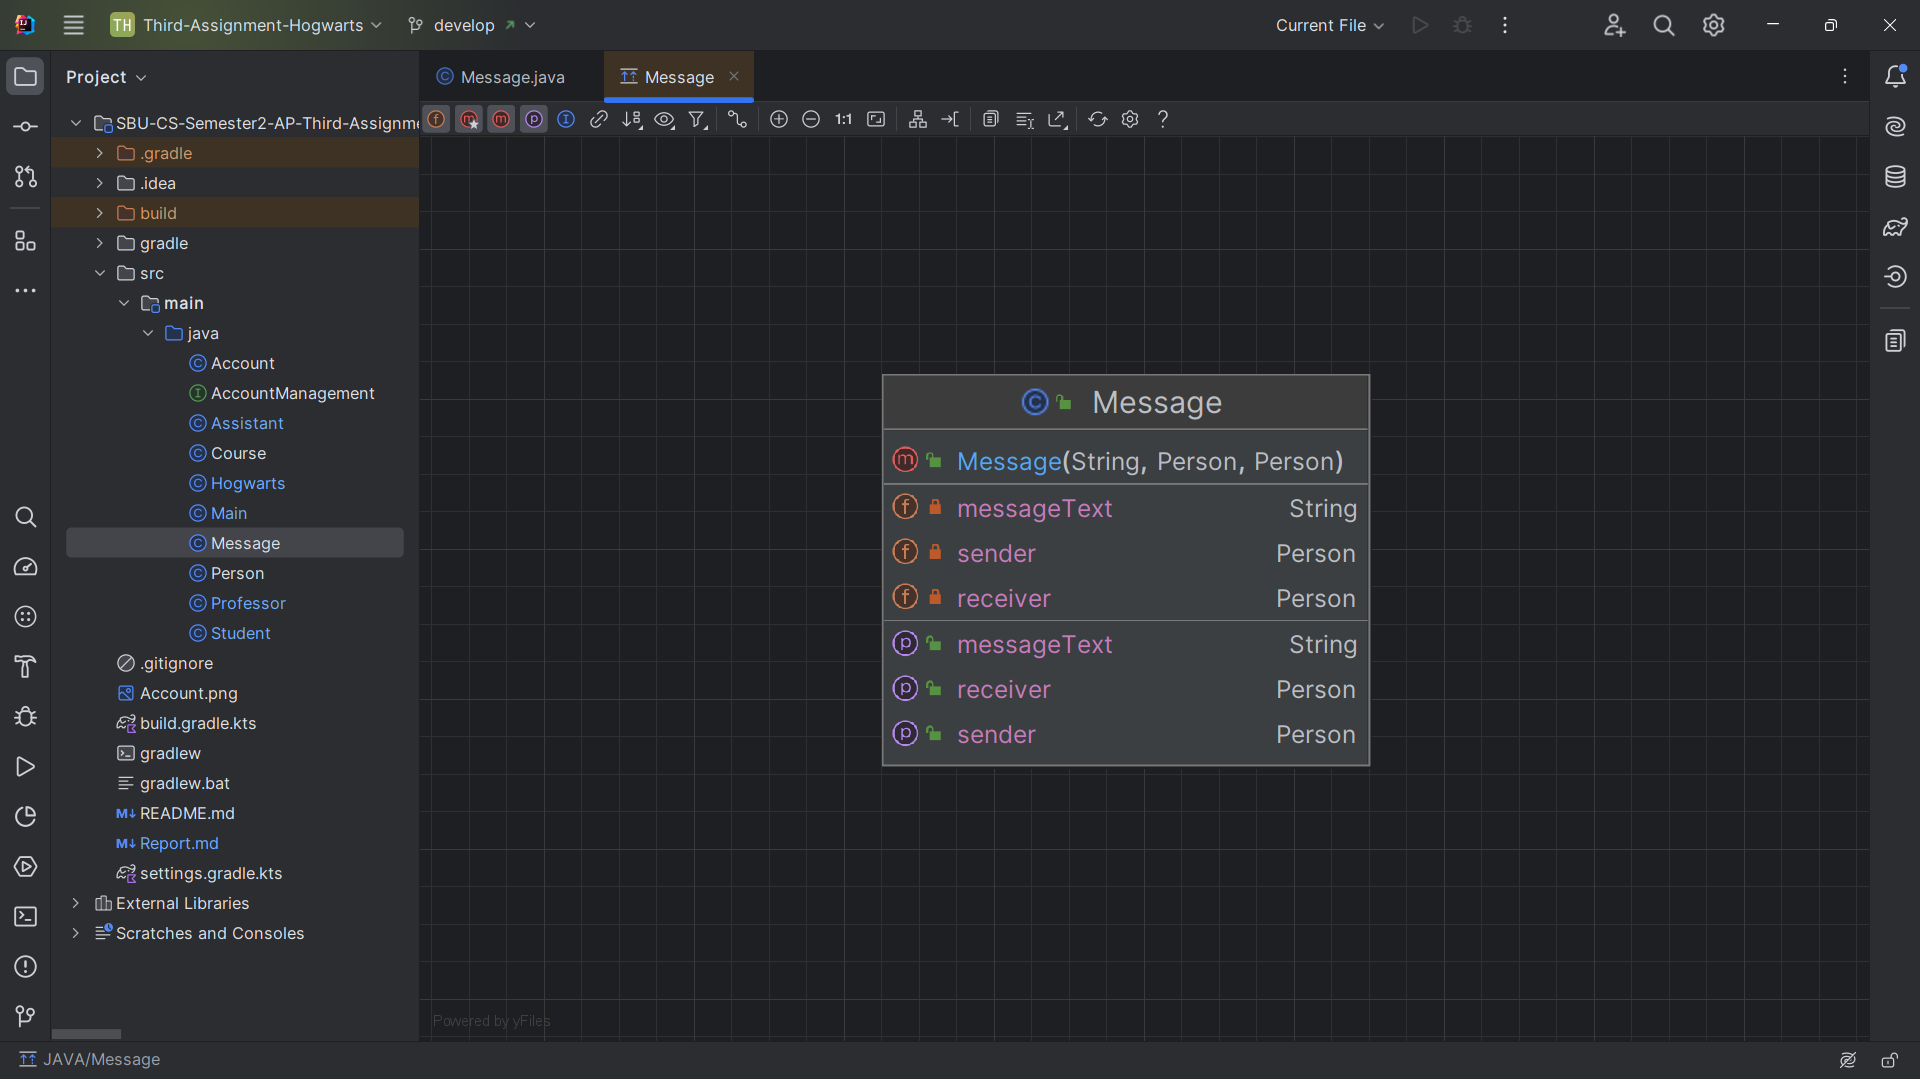 TH Third-Assignment-Hogwarts
develop
Current File
Project
Message.java
Message
1:1
SBU-CS-Semester2-AP-Third-Assignme
.gradle
.idea
build
gradle
src
main
java
Account
AccountManagement
Assistant
Course
Hogwarts
Main
Message
Person
Professor
Student
.gitignore
Account.png
build.gradle.kts
gradlew
gradlew.bat
README.md
Report.md
settings.gradle.kts
External Libraries
Scratches and Consoles
Message
Message(String, Person, Person)
messageText String
sender Person
receiver Person
messageText String
receiver Person
sender Person
Powered by yFiles
JAVA/Message